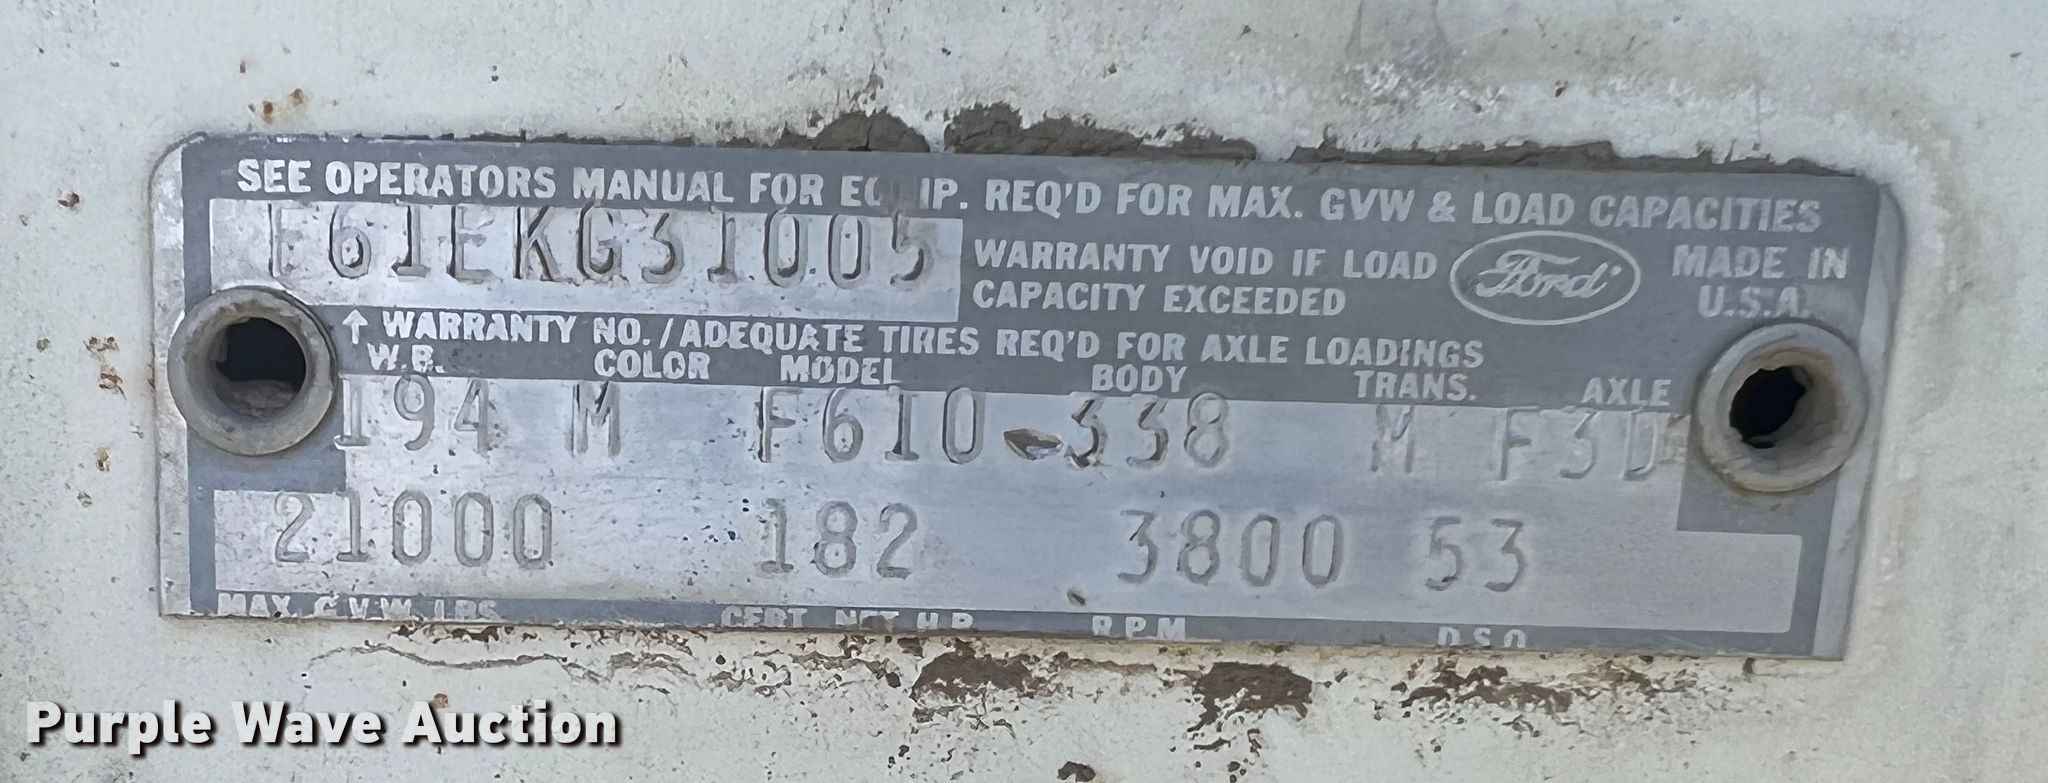 SEE OPERATORS MANUAL FOR EQUIP. REQ'D FOR MAX. GVW & LOAD CAPACITIES
F61EKG31005
WARRANTY VOID IF LOAD
CAPACITY EXCEEDED
Ford
MADE IN
U.S.A.
↑ WARRANTY NO./ADEQUATE TIRES REQ'D FOR AXLE LOADINGS
W.B. COLOR MODEL BODY TRANS. AXLE
194 M F610 338 M F3D
21000 182 3800 53
MAX. G.V.W. LBS. CERT. NET H.P. R.P.M. D.S.O.
Purple Wave Auction